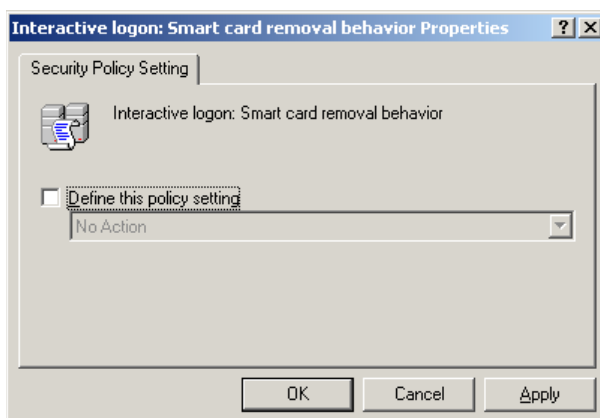 Interactive logon: Smart card removal behavior Properties
Security Policy Setting
Interactive logon: Smart card removal behavior
Define this policy setting
No Action
OK Cancel Apply